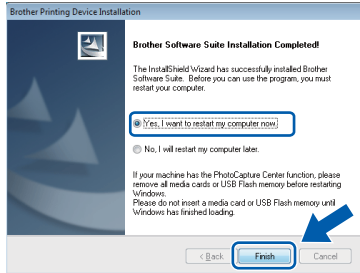 Brother Printing Device Installation
Brother Software Suite Installation Completed!
The InstallShield Wizard has successfully installed Brother
Software Suite. Before you can use the program, you must
restart your computer.
Yes, I want to restart my computer now.
No, I will restart my computer later.
If your machine has the PhotoCapture Center function, please
remove all media cards or USB Flash memory before restarting
Windows.
Please do not insert a media card or USB Flash memory until
Windows has finished loading.
< Back
Finish
Cancel